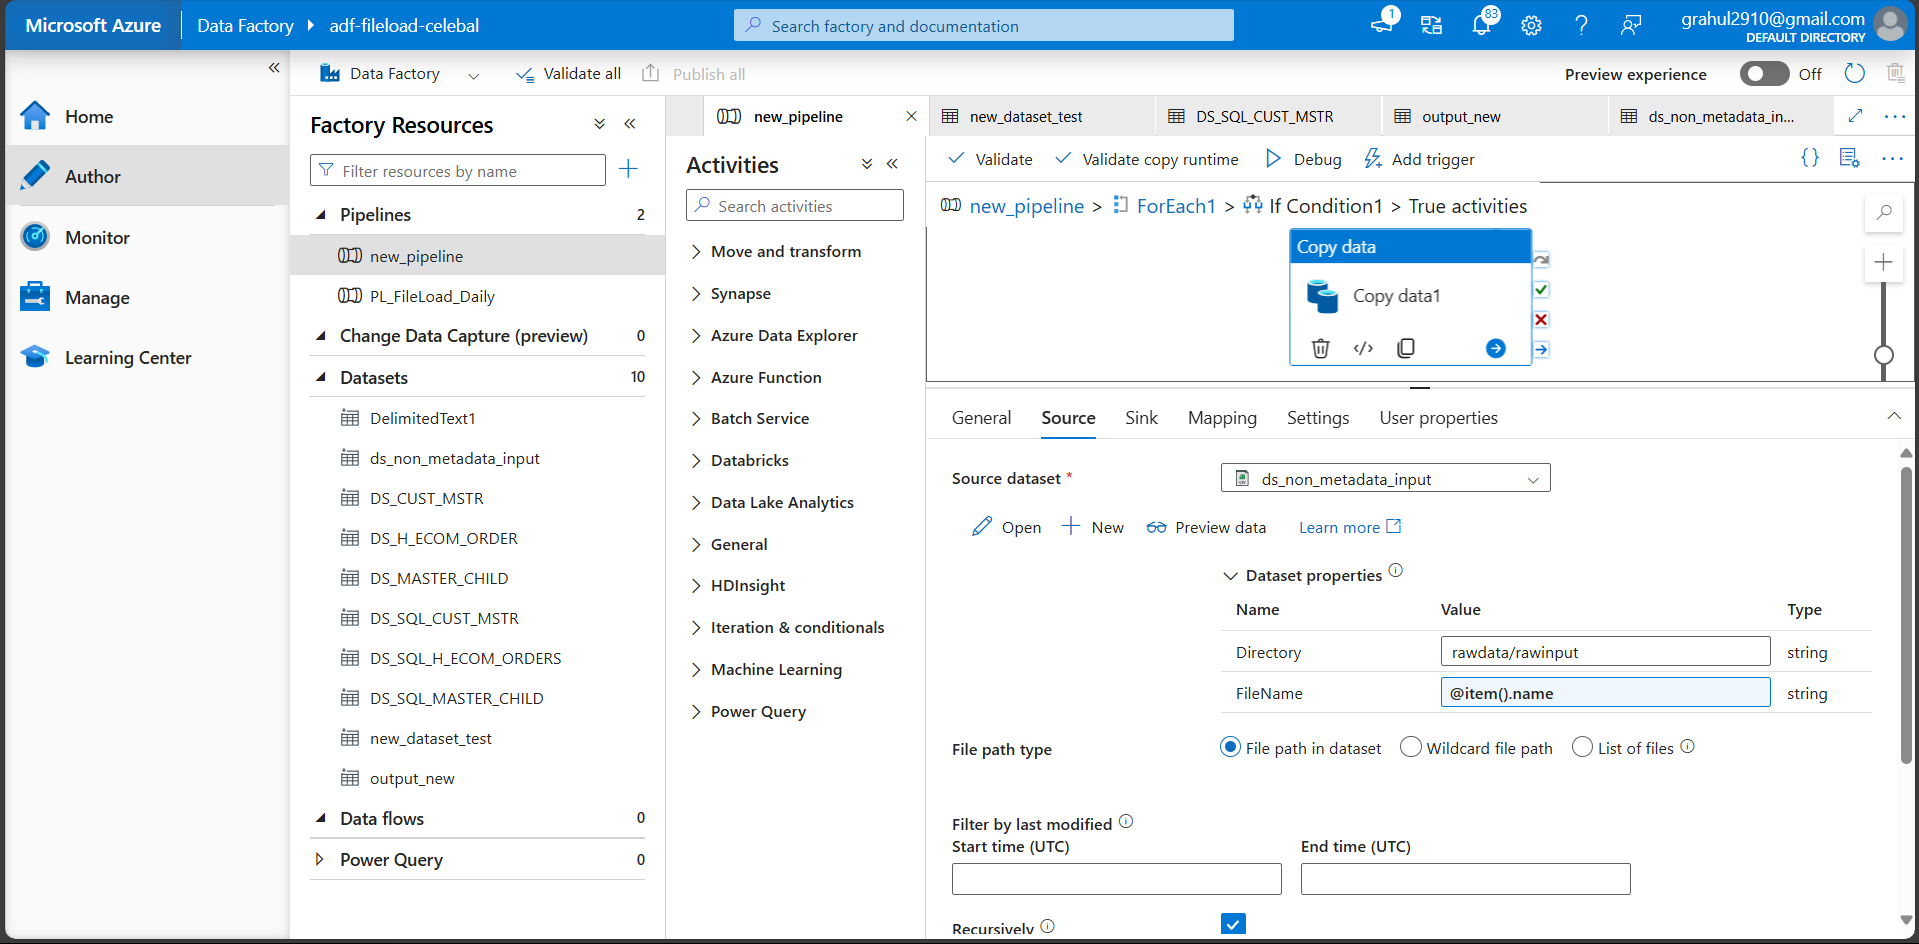 Microsoft Azure
Data Factory
adf-fileload-celebal
Search factory and documentation
1
83
grahul2910@gmail.com
DEFAULT DIRECTORY
Home
Author
Monitor
Manage
Learning Center
Data Factory
Validate all
Publish all
Preview experience
Off
Factory Resources
Filter resources by name
Pipelines 2
new_pipeline
PL_FileLoad_Daily
Change Data Capture (preview) 0
Datasets 10
DelimitedText1
ds_non_metadata_input
DS_CUST_MSTR
DS_H_ECOM_ORDER
DS_MASTER_CHILD
DS_SQL_CUST_MSTR
DS_SQL_H_ECOM_ORDERS
DS_SQL_MASTER_CHILD
new_dataset_test
output_new
Data flows 0
Power Query 0
new_pipeline
new_dataset_test
DS_SQL_CUST_MSTR
output_new
ds_non_metadata_in...
Activities
Search activities
Move and transform
Synapse
Azure Data Explorer
Azure Function
Batch Service
Databricks
Data Lake Analytics
General
HDInsight
Iteration & conditionals
Machine Learning
Power Query
Validate
Validate copy runtime
Debug
Add trigger
new_pipeline > ForEach1 > If Condition1 > True activities
Copy data
Copy data1
General
Source
Sink
Mapping
Settings
User properties
Source dataset *
ds_non_metadata_input
Open
New
Preview data
Learn more
Dataset properties
Name Value Type
Directory rawdata/rawinput string
FileName @item().name string
File path type
File path in dataset
Wildcard file path
List of files
Filter by last modified
Start time (UTC)
End time (UTC)
Recursively